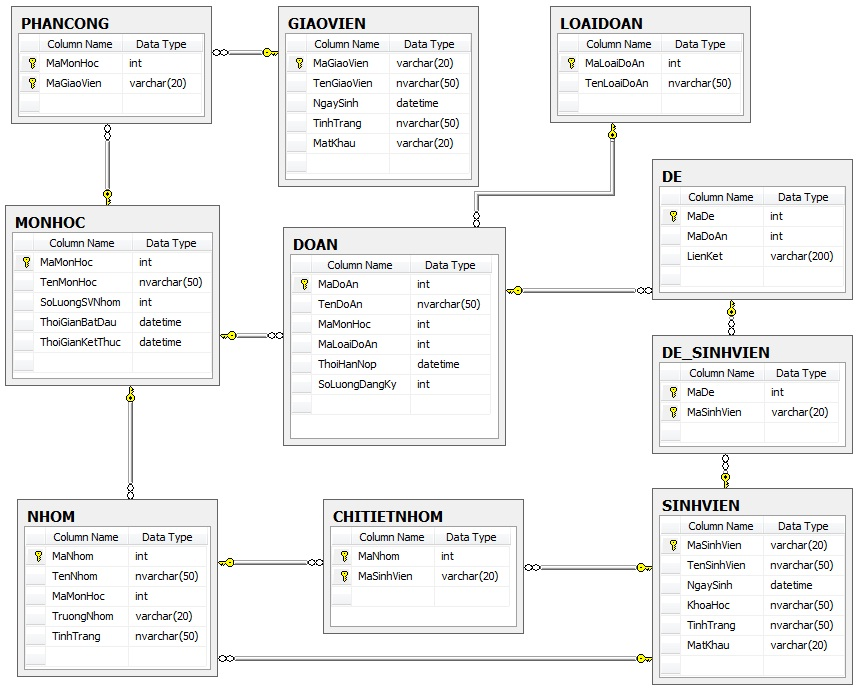 PHANCONG
Column Name Data Type
MaMonHoc int
MaGiaoVien varchar(20)
GIAOVIEN
Column Name Data Type
MaGiaoVien varchar(20)
TenGiaoVien nvarchar(50)
NgaySinh datetime
TinhTrang nvarchar(50)
MatKhau varchar(20)
LOAIDOAN
Column Name Data Type
MaLoaiDoAn int
TenLoaiDoAn nvarchar(50)
DE
Column Name Data Type
MaDe int
MaDoAn int
LienKet varchar(200)
MONHOC
Column Name Data Type
MaMonHoc int
TenMonHoc nvarchar(50)
SoLuongSVNhom int
ThoiGianBatDau datetime
ThoiGianKetThuc datetime
DOAN
Column Name Data Type
MaDoAn int
TenDoAn nvarchar(50)
MaMonHoc int
MaLoaiDoAn int
ThoiHanNop datetime
SoLuongDangKy int
DE_SINHVIEN
Column Name Data Type
MaDe int
MaSinhVien varchar(20)
NHOM
Column Name Data Type
MaNhom int
TenNhom nvarchar(50)
MaMonHoc int
TruongNhom varchar(20)
TinhTrang nvarchar(50)
CHITIETNHOM
Column Name Data Type
MaNhom int
MaSinhVien varchar(20)
SINHVIEN
Column Name Data Type
MaSinhVien varchar(20)
TenSinhVien nvarchar(50)
NgaySinh datetime
KhoaHoc nvarchar(50)
TinhTrang nvarchar(50)
MatKhau varchar(20)